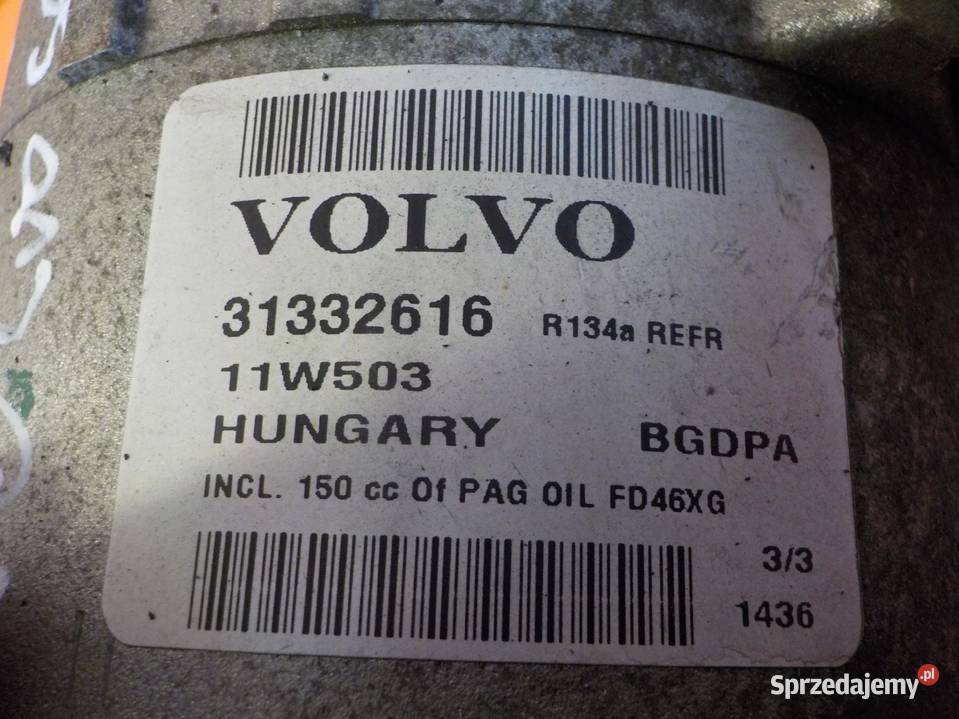 VOLVO
31332616 R134a REFR
11W503
HUNGARY BGDPA
INCL. 150 cc Of PAG OIL FD46XG
3/3
1436
Sprzedajemy.pl